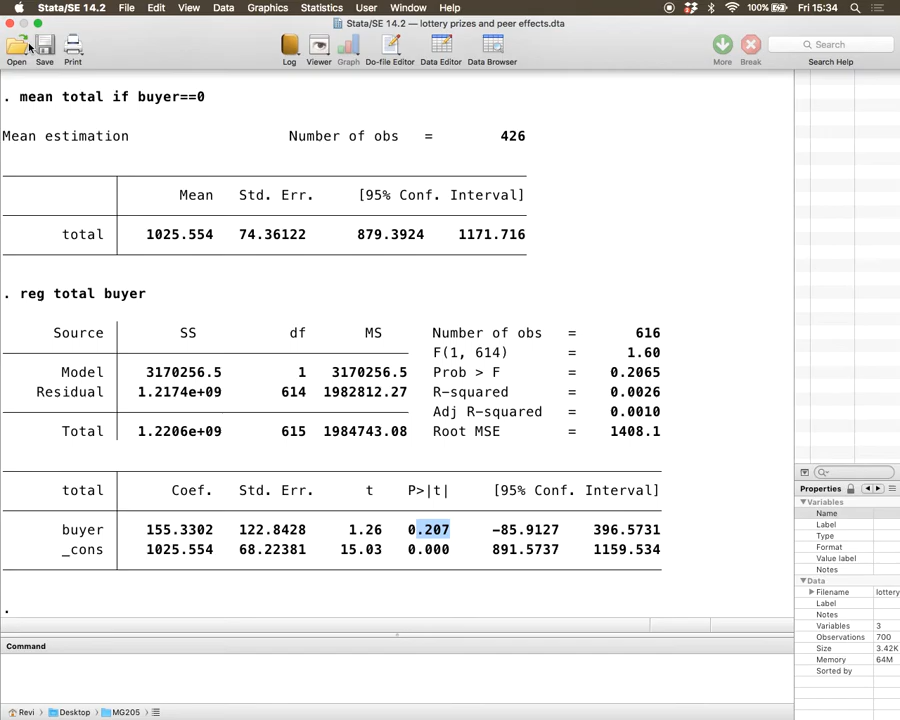 Stata/SE 14.2 File Edit View Data Graphics Statistics User Window Help 100% Fri 15:34
Stata/SE 14.2 – lottery prizes and peer effects.dta
Open Save Print Log Viewer Graph Do-file Editor Data Editor Data Browser More Break Search
Search Help
. mean total if buyer==0
Mean estimation Number of obs = 426
Mean Std. Err. [95% Conf. Interval]
total 1025.554 74.36122 879.3924 1171.716
. reg total buyer
Source SS df MS Number of obs = 616
F(1, 614) = 1.60
Model 3170256.5 1 3170256.5 Prob > F = 0.2065
Residual 1.2174e+09 614 1982812.27 R-squared = 0.0026
Adj R-squared = 0.0010
Total 1.2206e+09 615 1984743.08 Root MSE = 1408.1
total Coef. Std. Err. t P>|t| [95% Conf. Interval]
buyer 155.3302 122.8428 1.26 0.207 −85.9127 396.5731
_cons 1025.554 68.22381 15.03 0.000 891.5737 1159.534
.
Command
Revi Desktop MG205
Properties
Variables
Name
Label
Type
Format
Value label
Notes
Data
Filename lottery
Label
Notes
Variables 3
Observations 700
Size 3.42K
Memory 64M
Sorted by